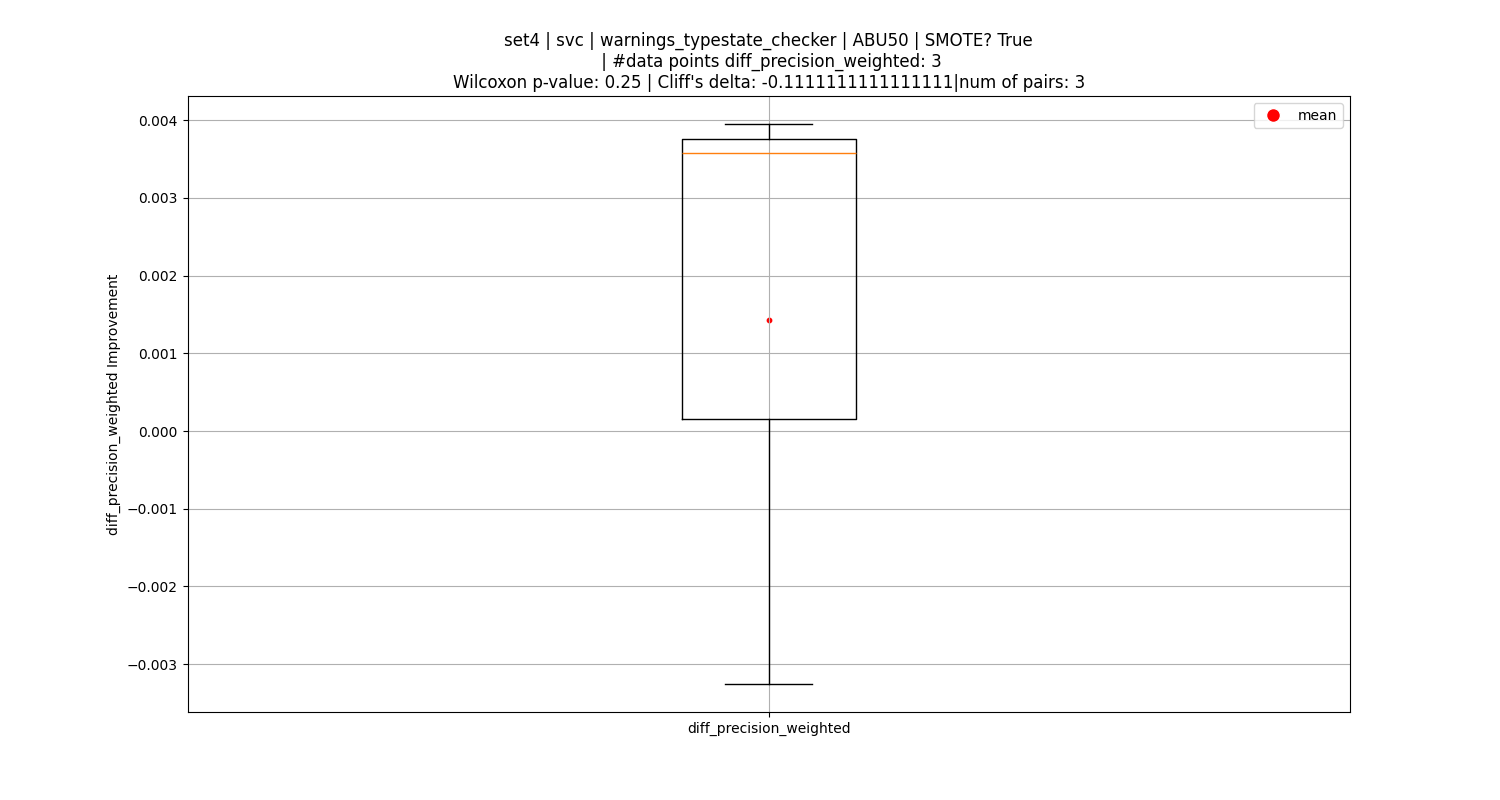 set4 | svc | warnings_typestate_checker | ABU50 | SMOTE? True
| #data points diff_precision_weighted: 3
Wilcoxon p-value: 0.25 | Cliff's delta: -0.1111111111111111|num of pairs: 3
mean
0.004
0.003
0.002
0.001
0.000
−0.001
−0.002
−0.003
diff_precision_weighted Improvement
diff_precision_weighted